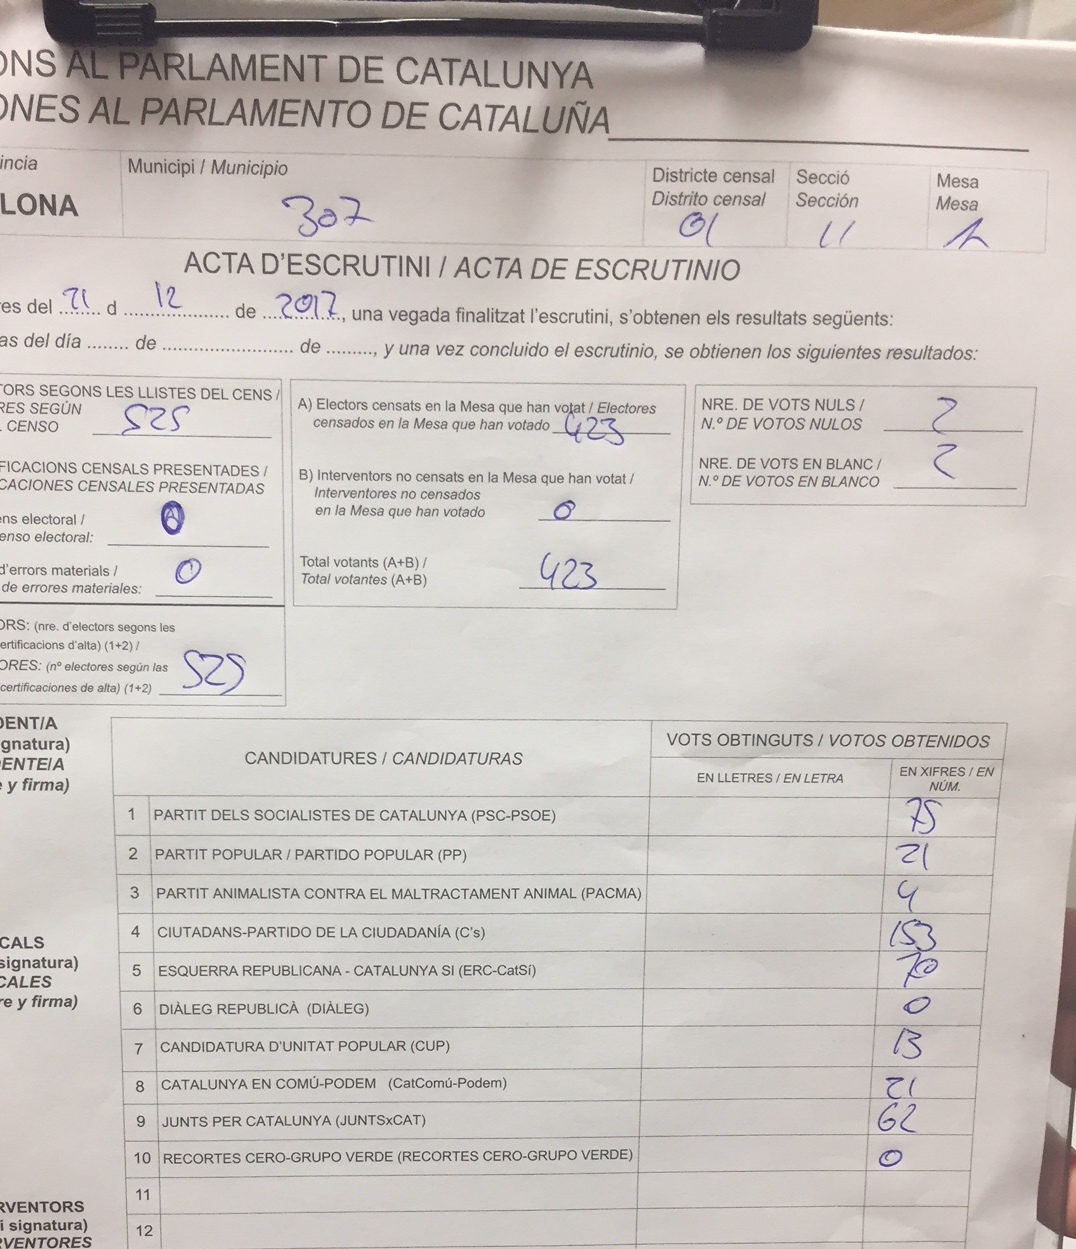 ONS AL PARLAMENT DE CATALUNYA
ONES AL PARLAMENTO DE CATALUÑA
incia
Municipi / Municipio
Districte censal
Distrito censal
Secció
Sección
Mesa
Mesa
LONA
307
01
11
A
ACTA D'ESCRUTINI / ACTA DE ESCRUTINIO
res del 21 d 12 de 2017, una vegada finalitzat l'escrutini, s'obtenen els resultats següents:
as del día ........ de .................... de ........, y una vez concluido el escrutinio, se obtienen los siguientes resultados:
TORS SEGONS LES LLISTES DEL CENS /
RES SEGÚN
CENSO
525
FICACIONS CENSALS PRESENTADES /
CACIONES CENSALES PRESENTADAS
ns electoral /
enso electoral:
0
d'errors materials /
de errores materiales:
0
ORS: (nre. d'electors segons les
ertificacions d'alta) (1+2) /
ORES: (nº electores según las
certificaciones de alta) (1+2)
525
A) Electors censats en la Mesa que han votat / Electores
censados en la Mesa que han votado
423
B) Interventors no censats en la Mesa que han votat /
Interventores no censados
en la Mesa que han votado
0
Total votants (A+B) /
Total votantes (A+B)
423
NRE. DE VOTS NULS /
N.º DE VOTOS NULOS
2
NRE. DE VOTS EN BLANC /
N.º DE VOTOS EN BLANCO
2
DENT/A
gnatura)
DENTE/A
e y firma)
CANDIDATURES / CANDIDATURAS
VOTS OBTINGUTS / VOTOS OBTENIDOS
EN LLETRES / EN LETRA
EN XIFRES / EN
NÚM.
1 PARTIT DELS SOCIALISTES DE CATALUNYA (PSC-PSOE) 75
2 PARTIT POPULAR / PARTIDO POPULAR (PP) 21
3 PARTIT ANIMALISTA CONTRA EL MALTRACTAMENT ANIMAL (PACMA) 4
4 CIUTADANS-PARTIDO DE LA CIUDADANÍA (C's) 153
5 ESQUERRA REPUBLICANA - CATALUNYA SÍ (ERC-CatSí) 70
6 DIÀLEG REPUBLICÀ (DIÀLEG) 0
7 CANDIDATURA D'UNITAT POPULAR (CUP) 13
8 CATALUNYA EN COMÚ-PODEM (CatComú-Podem) 21
9 JUNTS PER CATALUNYA (JUNTSxCAT) 62
10 RECORTES CERO-GRUPO VERDE (RECORTES CERO-GRUPO VERDE) 0
11
12
CALS
signatura)
CALES
re y firma)
RVENTORS
i signatura)
RVENTORES